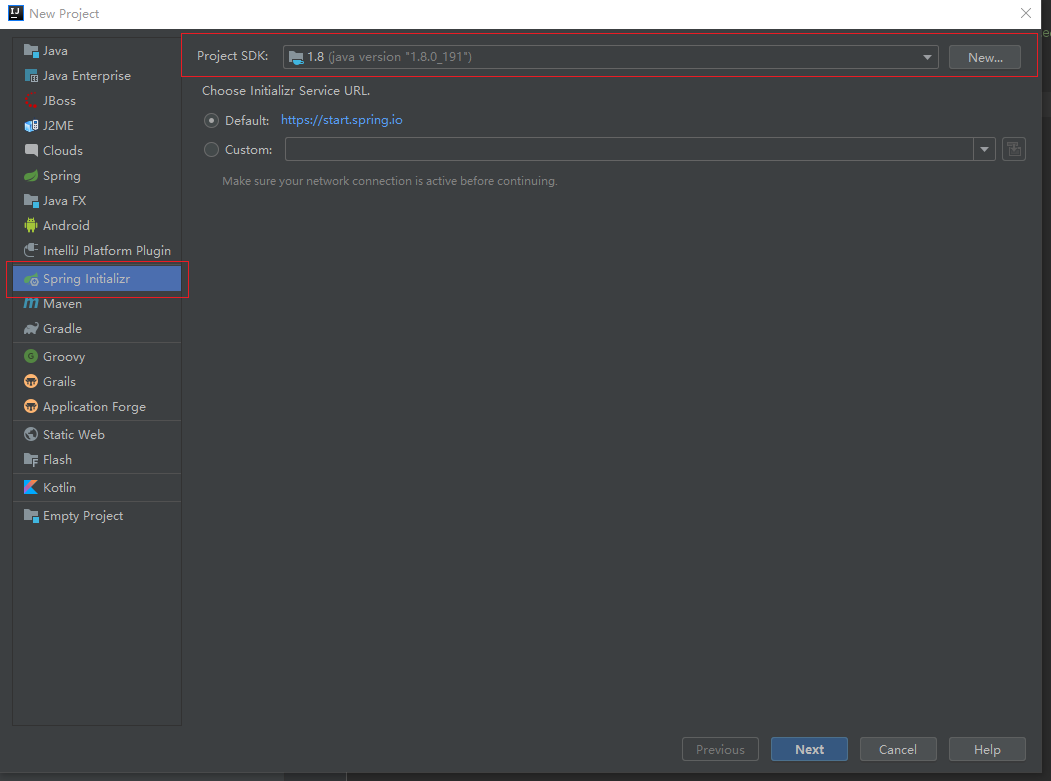 New Project
Java
Java Enterprise
JBoss
J2ME
Clouds
Spring
Java FX
Android
IntelliJ Platform Plugin
Spring Initializr
Maven
Gradle
Groovy
Grails
Application Forge
Static Web
Flash
Kotlin
Empty Project
Project SDK: 1.8 (java version "1.8.0_191") New...
Choose Initializr Service URL.
Default: https://start.spring.io
Custom:
Make sure your network connection is active before continuing.
Previous Next Cancel Help